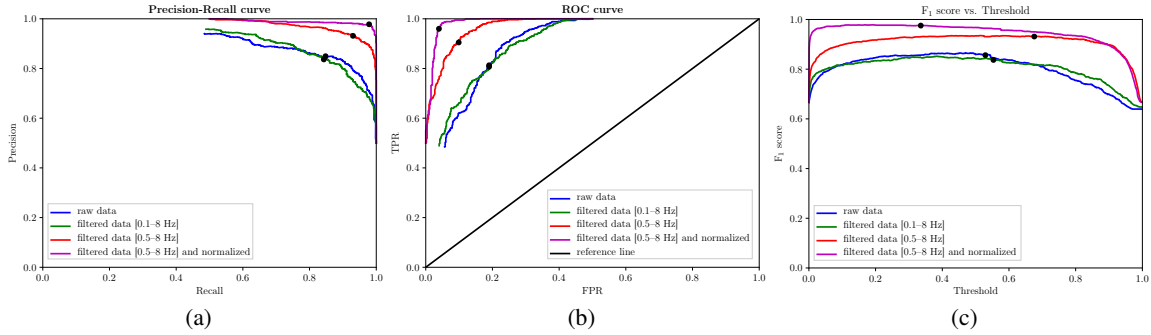 Precision-Recall curve
1.0
0.8
0.6
0.4
0.2
0.0
Precision
raw data
filtered data [0.1–8 Hz]
filtered data [0.5–8 Hz]
filtered data [0.5–8 Hz] and normalized
0.0 0.2 0.4 0.6 0.8 1.0
Recall
(a)
ROC curve
1.0
0.8
0.6
0.4
0.2
0.0
TPR
raw data
filtered data [0.1–8 Hz]
filtered data [0.5–8 Hz]
filtered data [0.5–8 Hz] and normalized
reference line
0.0 0.2 0.4 0.6 0.8 1.0
FPR
(b)
F₁ score vs. Threshold
1.0
0.8
0.6
0.4
0.2
0.0
F₁ score
raw data
filtered data [0.1–8 Hz]
filtered data [0.5–8 Hz]
filtered data [0.5–8 Hz] and normalized
0.0 0.2 0.4 0.6 0.8 1.0
Threshold
(c)